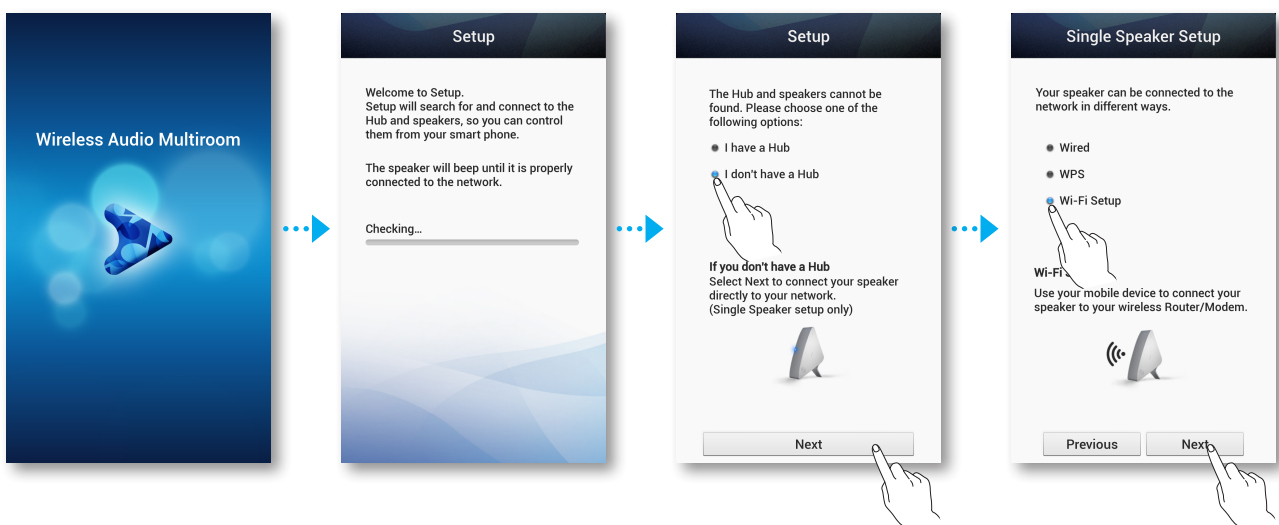 Wireless Audio Multiroom
Setup
Welcome to Setup.
Setup will search for and connect to the
Hub and speakers, so you can control
them from your smart phone.
The speaker will beep until it is properly
connected to the network.
Checking...
Setup
The Hub and speakers cannot be
found. Please choose one of the
following options:
I have a Hub
I don't have a Hub
If you don't have a Hub
Select Next to connect your speaker
directly to your network.
(Single Speaker setup only)
Next
Single Speaker Setup
Your speaker can be connected to the
network in different ways.
Wired
WPS
Wi-Fi Setup
Wi-Fi
Use your mobile device to connect your
speaker to your wireless Router/Modem.
Previous
Next